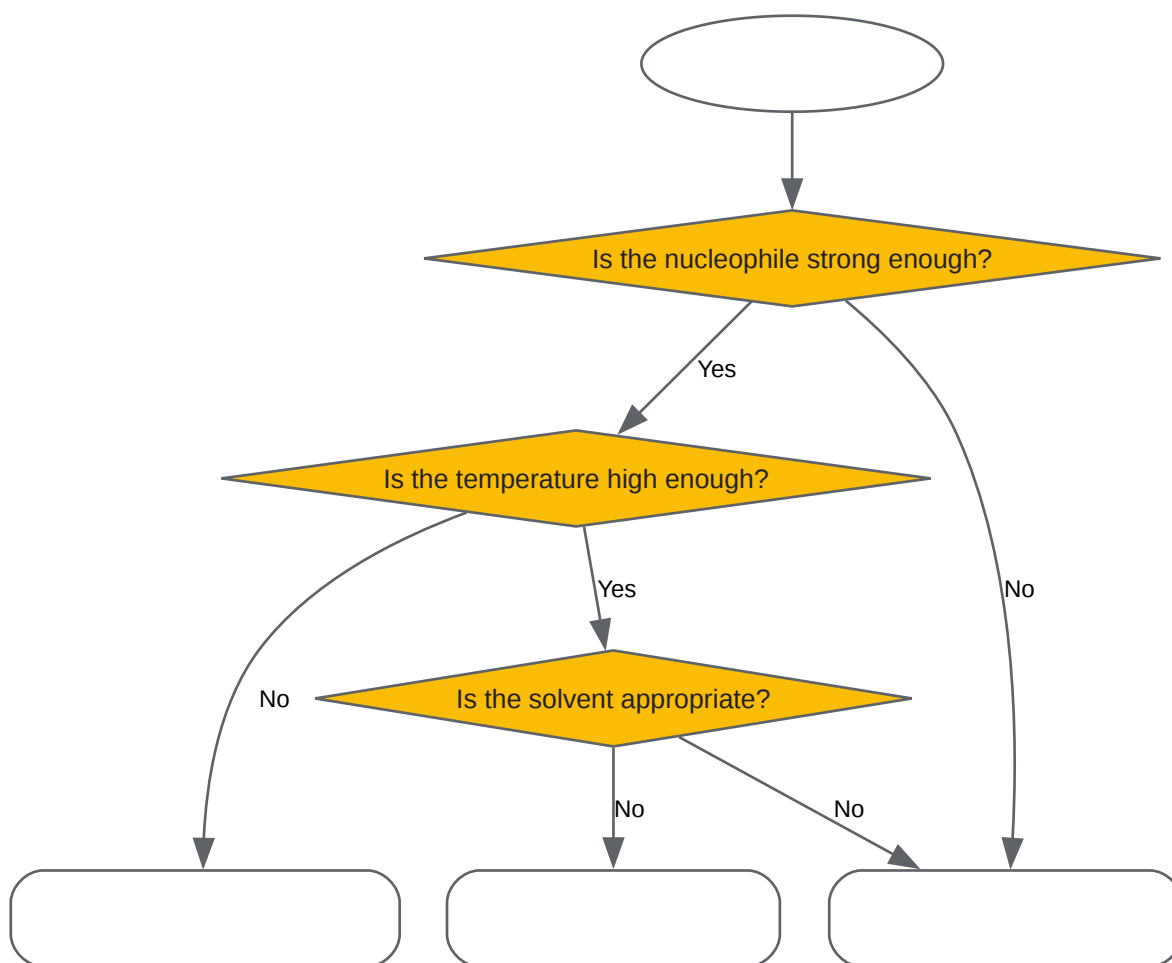 Is the nucleophile strong enough?
Yes
Is the temperature high enough?
Yes
No
No
Is the solvent appropriate?
No
No